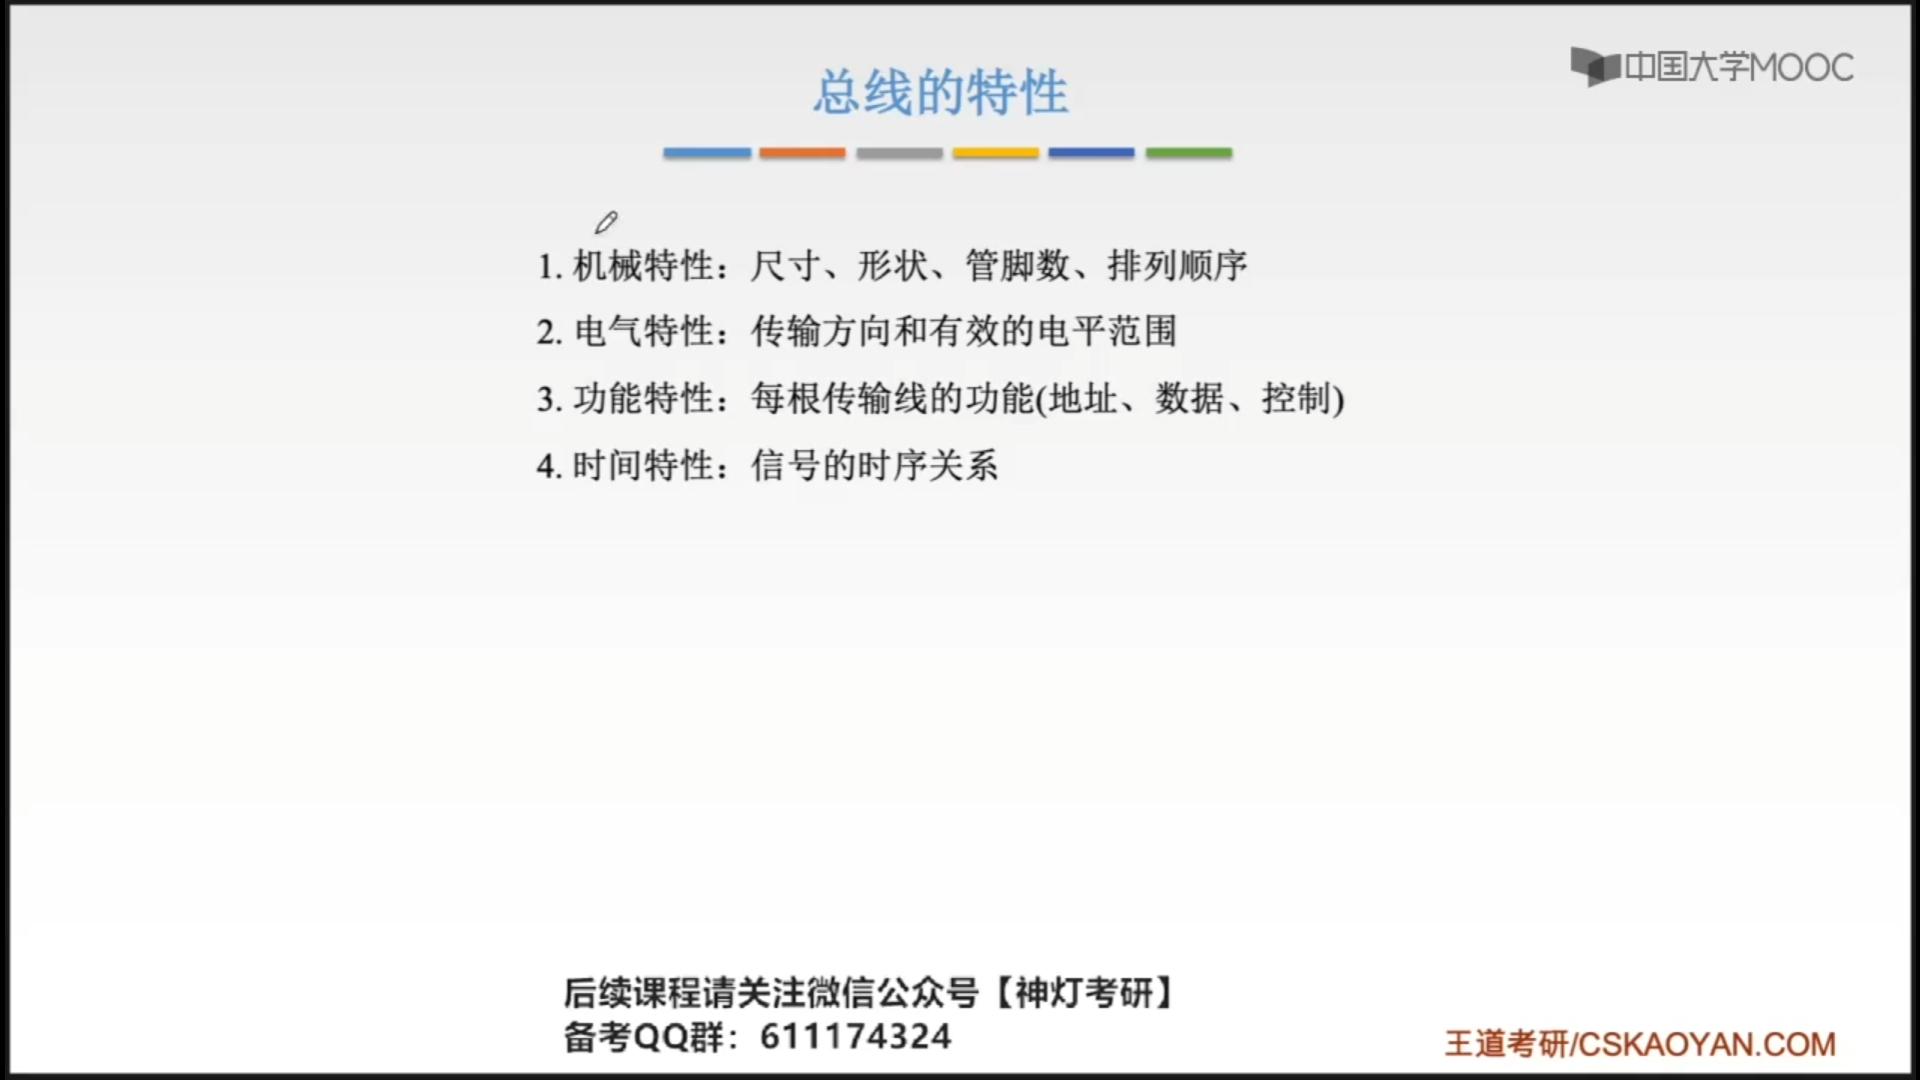 中国大学MOOC
总线的特性
1. 机械特性：尺寸、形状、管脚数、排列顺序
2. 电气特性：传输方向和有效的电平范围
3. 功能特性：每根传输线的功能(地址、数据、控制)
4. 时间特性：信号的时序关系
后续课程请关注微信公众号【神灯考研】
备考QQ群：611174324
王道考研/CSKAOYAN.COM